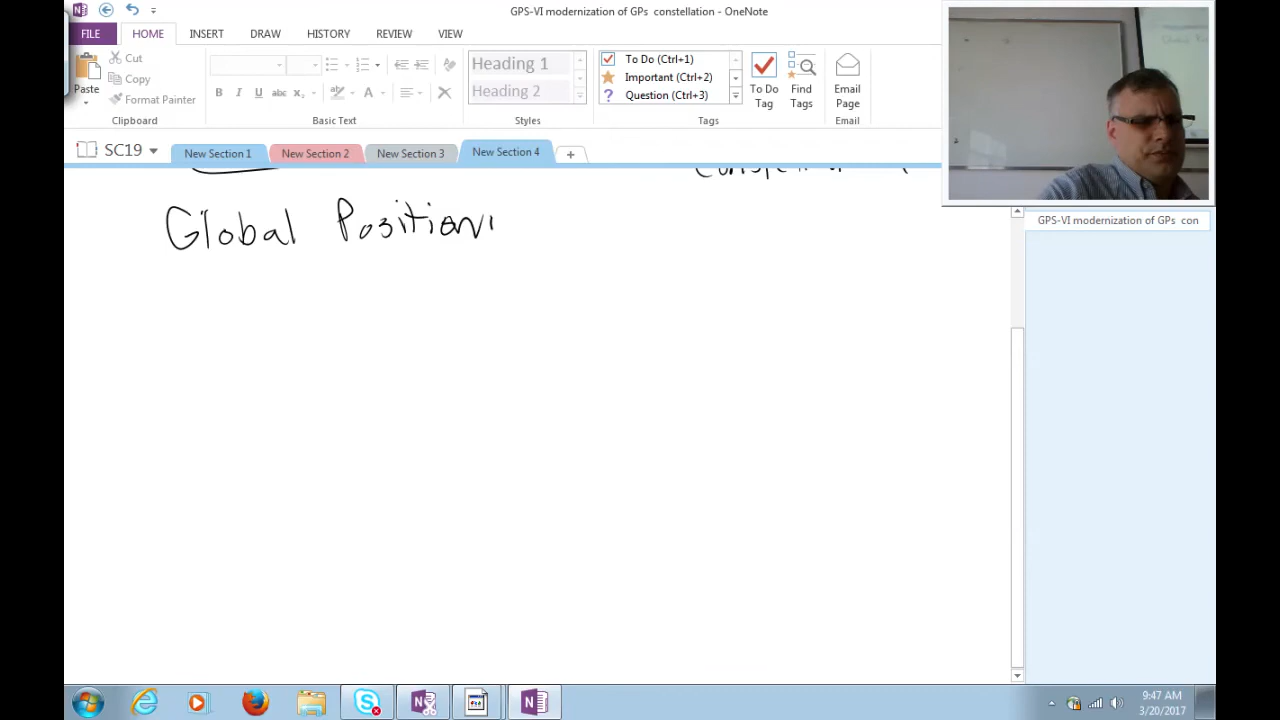 GPS-VI modernization of GPs constellation - OneNote
FILE HOME INSERT DRAW HISTORY REVIEW VIEW
Paste
Cut
Copy
Format Painter
Clipboard
B I U abc x₂ A
Basic Text
Heading 1
Heading 2
Styles
To Do (Ctrl+1)
Important (Ctrl+2)
? Question (Ctrl+3)
To Do Tag
Find Tags
Tags
Email Page
Email
SC19
New Section 1 New Section 2 New Section 3 New Section 4 +
GPS-VI modernization of GPs con
Global Positioni
9:47 AM
3/20/2017